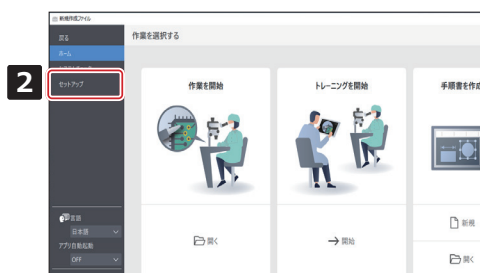 新規作成ファイル
戻る
作業を選択する
ホーム
2
セットアップ
作業を開始
トレーニングを開始
手順書を作成
言語
日本語
アプリ自動起動
OFF
開く
開始
新規
開く